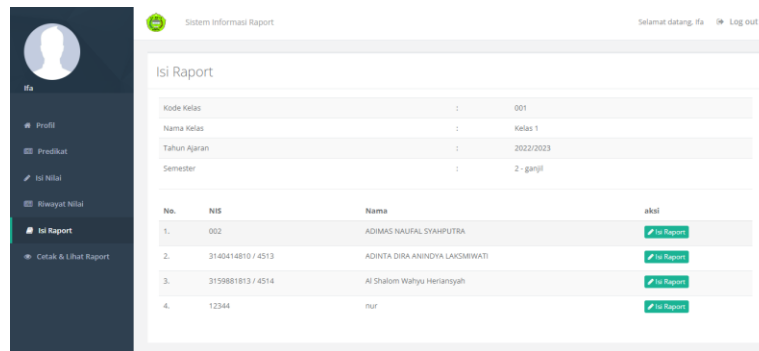 Sistem Informasi Raport
Selamat datang, Ifa Log out
Ifa
Profil
Predikat
Isi Nilai
Riwayat Nilai
Isi Raport
Cetak & Lihat Raport
Isi Raport
Kode Kelas : 001
Nama Kelas : Kelas 1
Tahun Ajaran : 2022/2023
Semester : 2 - ganjil
No. NIS Nama aksi
1. 002 ADIMAS NAUFAL SYAHPUTRA Isi Raport
2. 3140414810 / 4513 ADINTA DIRA ANINDYA LAKSMIWATI Isi Raport
3. 3159881813 / 4514 Al Shalom Wahyu Heriansyah Isi Raport
4. 12344 nur Isi Raport